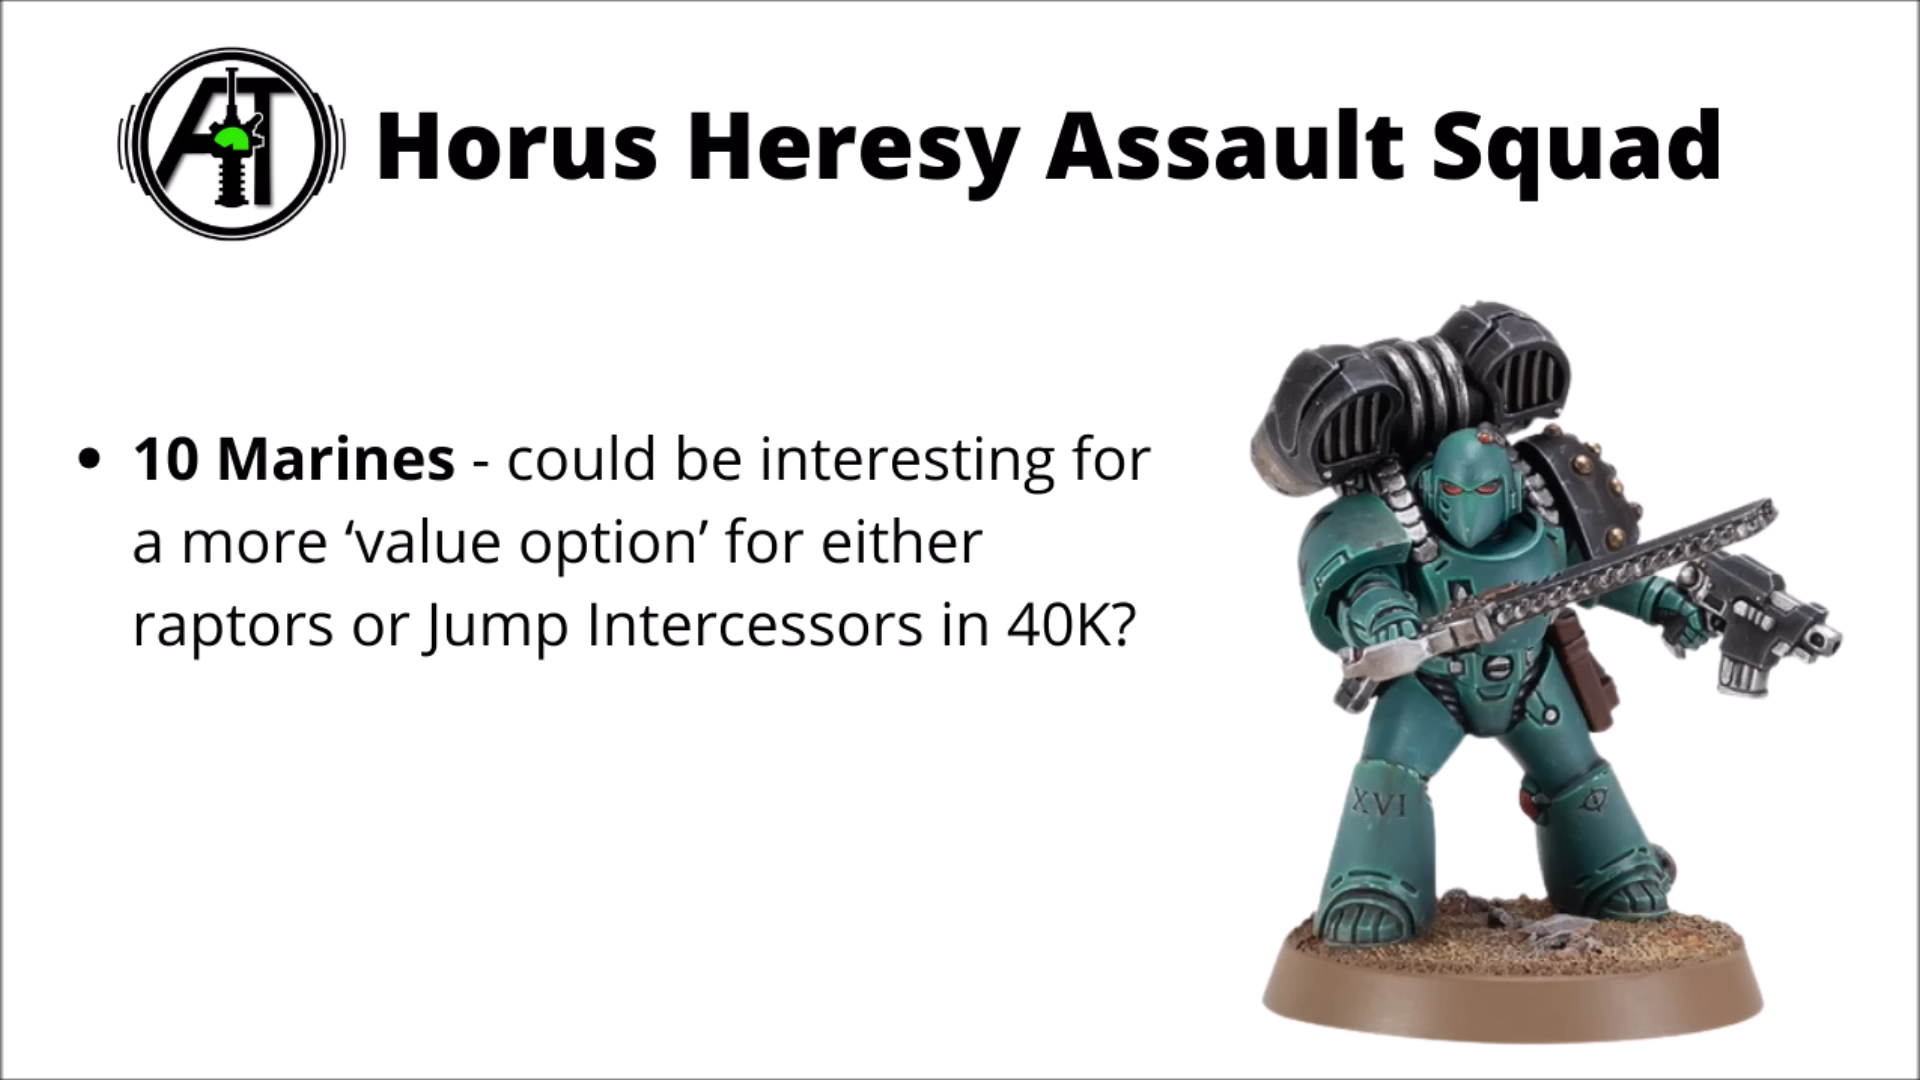 AT
Horus Heresy Assault Squad
• 10 Marines - could be interesting for
a more ‘value option’ for either
raptors or Jump Intercessors in 40K?
XVI